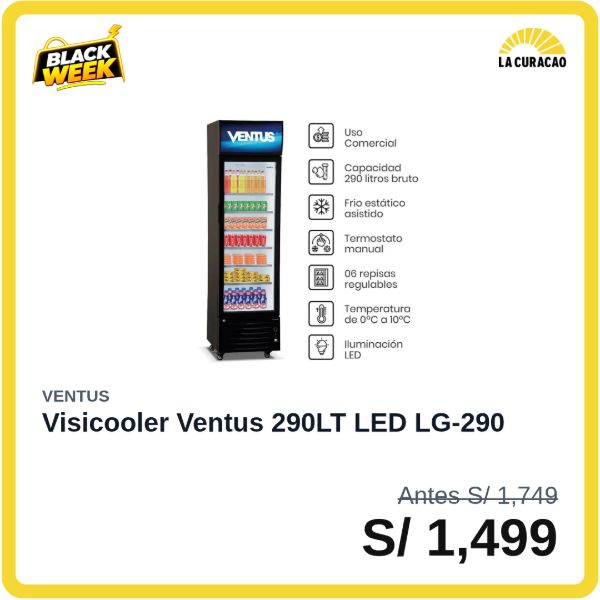 BLACK
WEEK
LA CURACAO
VENTUS
Uso
Comercial
Capacidad
290 litros bruto
Frio estático
asistido
Termostato
manual
06 repisas
regulables
Temperatura
de 0°C a 10°C
Iluminación
LED
VENTUS
Visicooler Ventus 290LT LED LG-290
Antes S/ 1,749
S/ 1,499